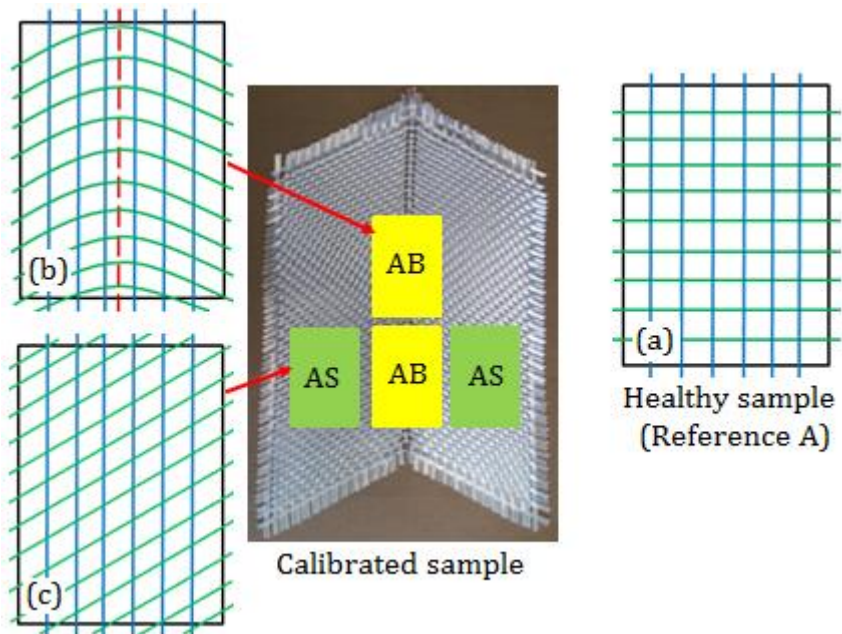 (b)
AB
AS
AB
AS
(c)
Calibrated sample
(a)
Healthy sample
(Reference A)